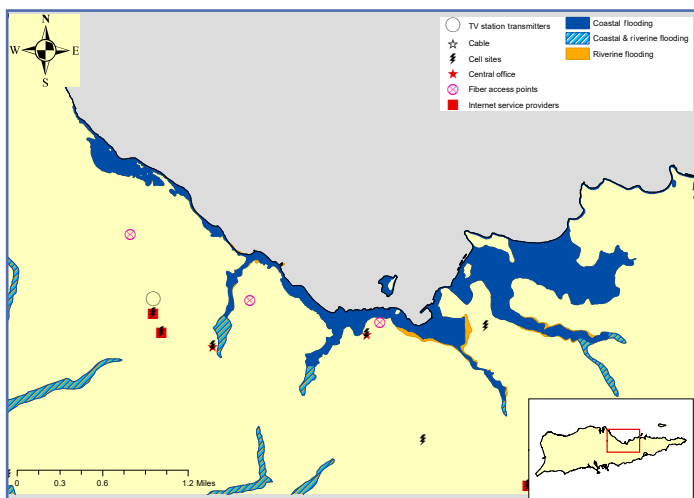 N
W E
S
TV station transmitters
Cable
Cell sites
Central office
Fiber access points
Internet service providers
Coastal flooding
Coastal & riverine flooding
Riverine flooding
0 0.3 0.6 1.2 Miles